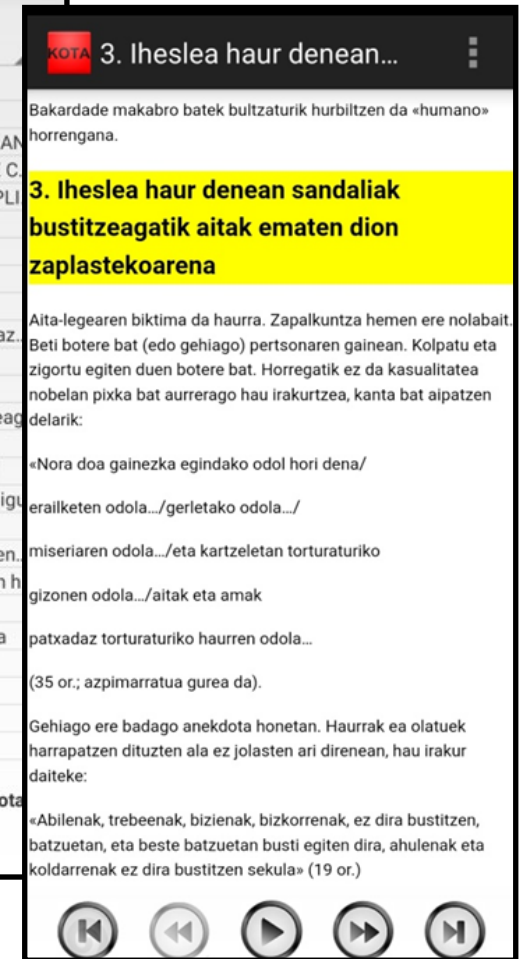 KOTA 3. Iheslea haur denean...
Bakardade makabro batek bultzaturik hurbiltzen da «humano»
horrengana.
3. Iheslea haur denean sandaliak
bustitzeagatik aitak ematen dion
zaplastekoarena
Aita-legearen biktima da haurra. Zapalkuntza hemen ere nolabait.
Beti botere bat (edo gehiago) pertsonaren gainean. Kolpatu eta
zigortu egiten duen botere bat. Horregatik ez da kasualitatea
nobelan pixka bat aurrerago hau irakurtzea, kanta bat aipatzen
delarik:
«Nora doa gainezka egindako odol hori dena/
erailketen odola.../gerletako odola.../
miseriaren odola.../eta kartzeletan torturaturiko
gizonen odola.../aitak eta amak
patxadaz torturaturiko haurren odola...
(35 or.; azpimarratua gurea da).
Gehiago ere badago anekdota honetan. Haurrak ea olatuek
harrapatzen dituzten ala ez jolasten ari direnean, hau irakur
daiteke:
«Abilenak, trebeenak, bizienak, bizkorrenak, ez dira bustitzen,
batzuetan, eta beste batzuetan busti egiten dira, ahulenak eta
koldarrenak ez dira bustitzen sekula» (19 or.)